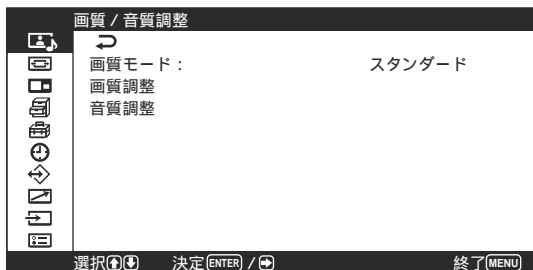 画質 / 音質調整
画質モード： スタンダード
画質調整
音質調整
選択 決定 ENTER / 終了 MENU